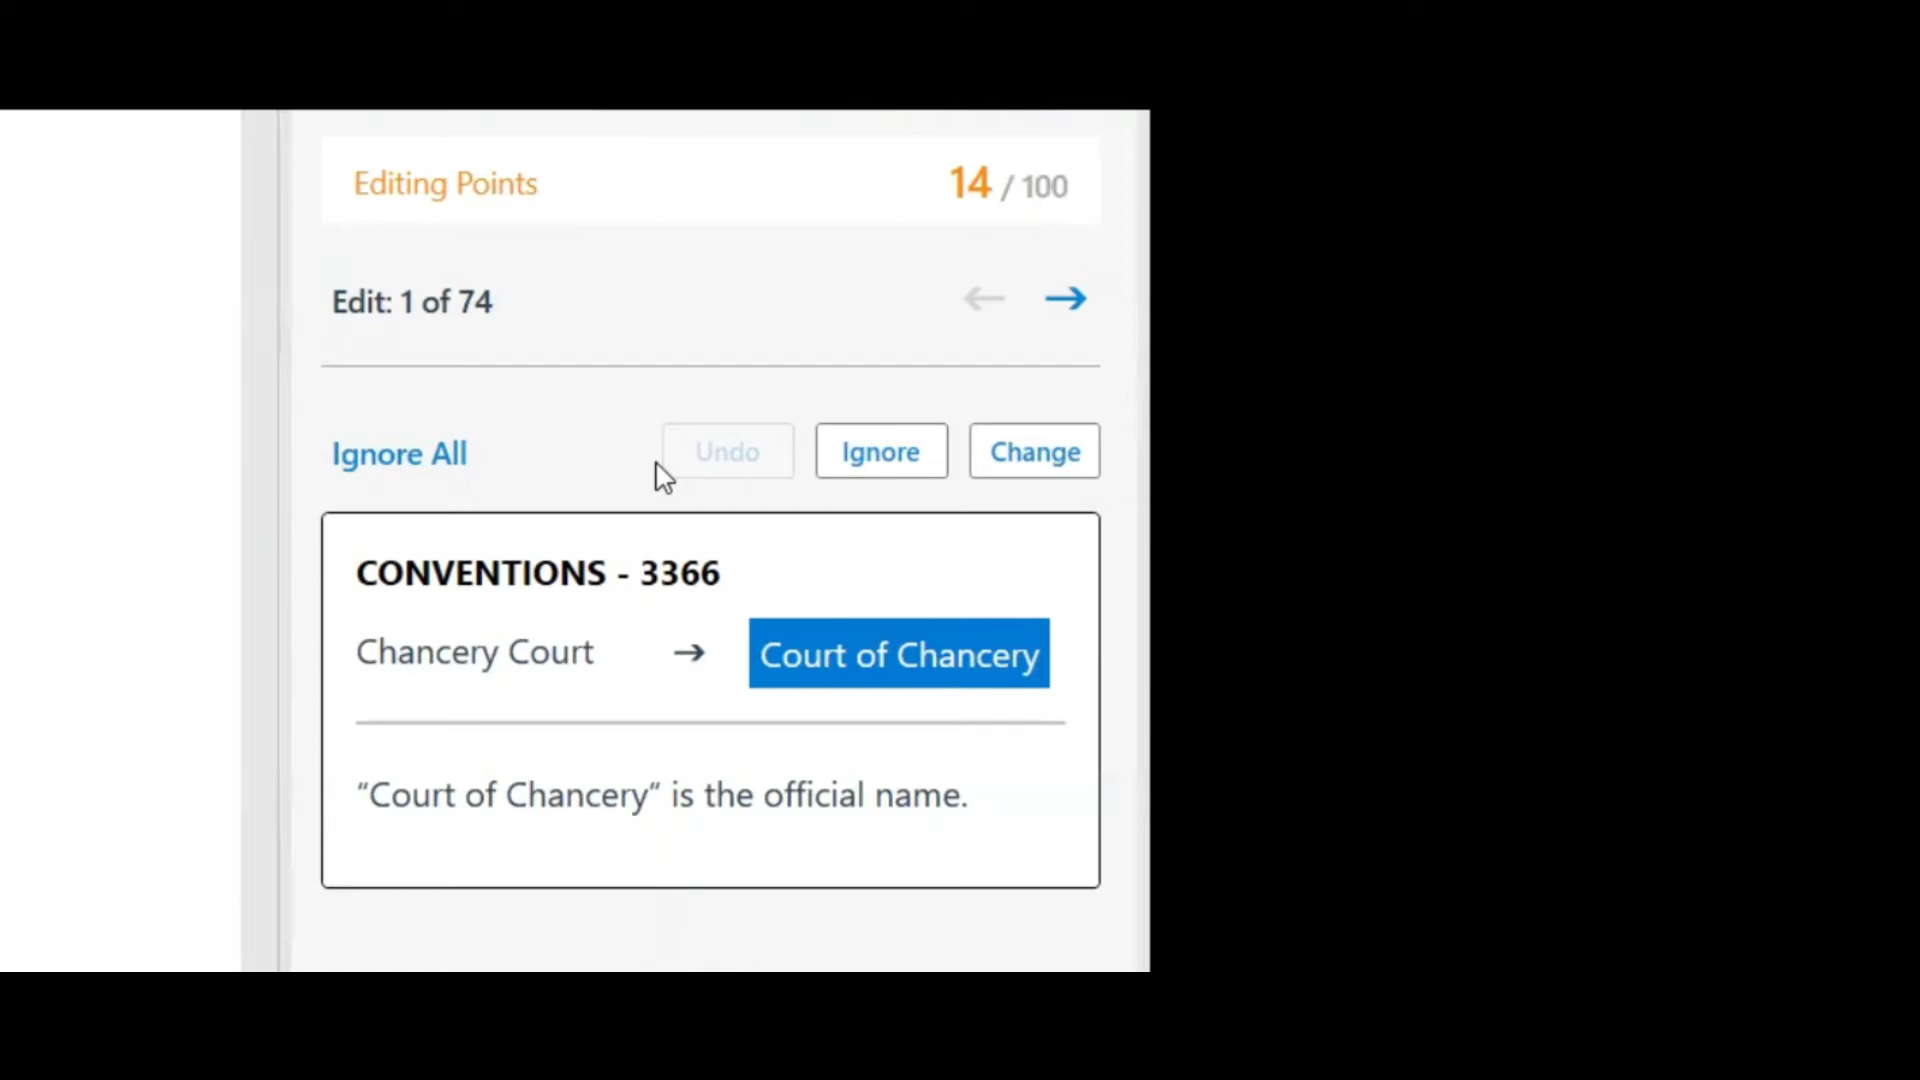 Editing Points 14 / 100
Edit: 1 of 74 ← →
Ignore All Undo Ignore Change
CONVENTIONS - 3366
Chancery Court → Court of Chancery
“Court of Chancery” is the official name.